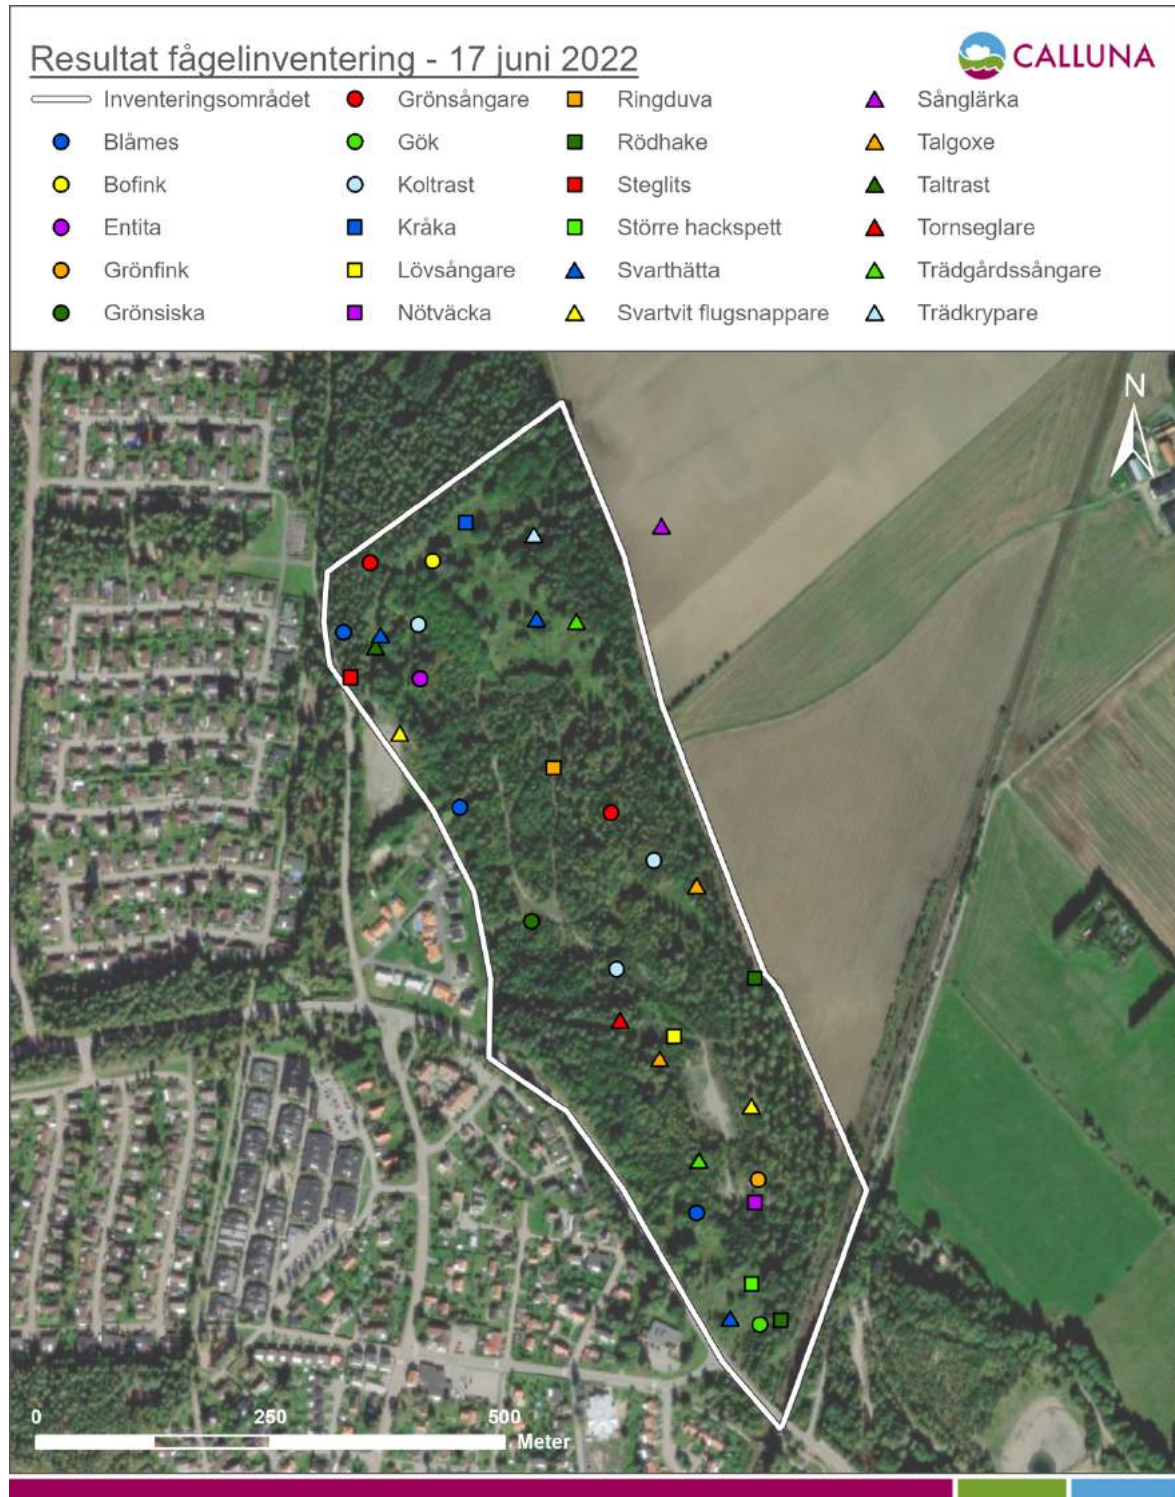 Resultat fågelinventering - 17 juni 2022
CALLUNA
Inventeringsområdet
Blåmes
Bofink
Entita
Grönfink
Grönsiska
Grönsångare
Gök
Koltrast
Kråka
Lövsångare
Nötväcka
Ringduva
Rödhake
Steglits
Större hackspett
Svarthätta
Svartvit flugsnappare
Sånglärka
Talgoxe
Taltrast
Tornseglare
Trädgårdssångare
Trädkrypare
N
0 250 500
Meter